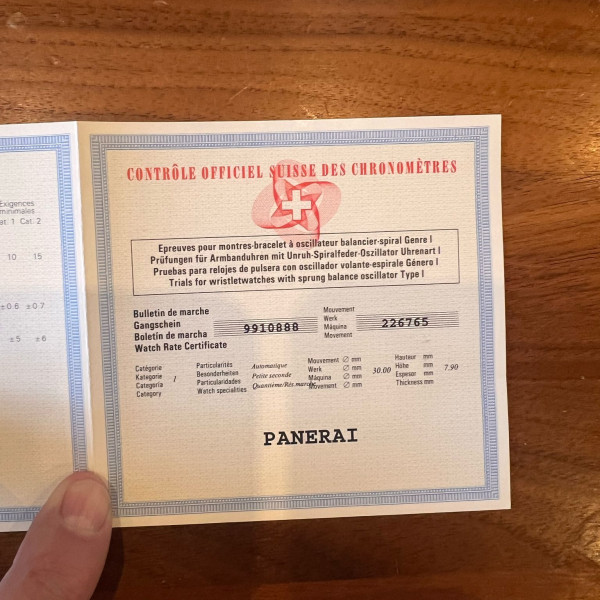 Exigences
minimales
Cat. 1 Cat. 2
10 15
±0.6 ±0.7
±5 ±6
CONTRÔLE OFFICIEL SUISSE DES CHRONOMÈTRES
Epreuves pour montres-bracelet à oscillateur balancier-spiral Genre I
Prüfungen für Armbanduhren mit Unruh-Spiralfeder-Oszillator Uhrenart I
Pruebas para relojes de pulsera con oscillador volante-espirale Género I
Trials for wristletwatches with sprung balance oscillator Type I
Bulletin de marche
Gangschein
Boletin de marcha
Watch Rate Certificate
9910888
Mouvement
Werk
Máquina
Movement
226765
Catégorie
Kategorie
Categoria
Category
1
Particularités
Besonderheiten
Particularidades
Watch specialities
Automatique
Petite seconde
Quantième/Rés.marche
Mouvement ∅ mm
Werk ∅ mm
Máquina ∅ mm
Movement ∅ mm
30.00
Hauteur mm
Höhe mm
Espesor mm
Thickness mm
7.90
PANERAI